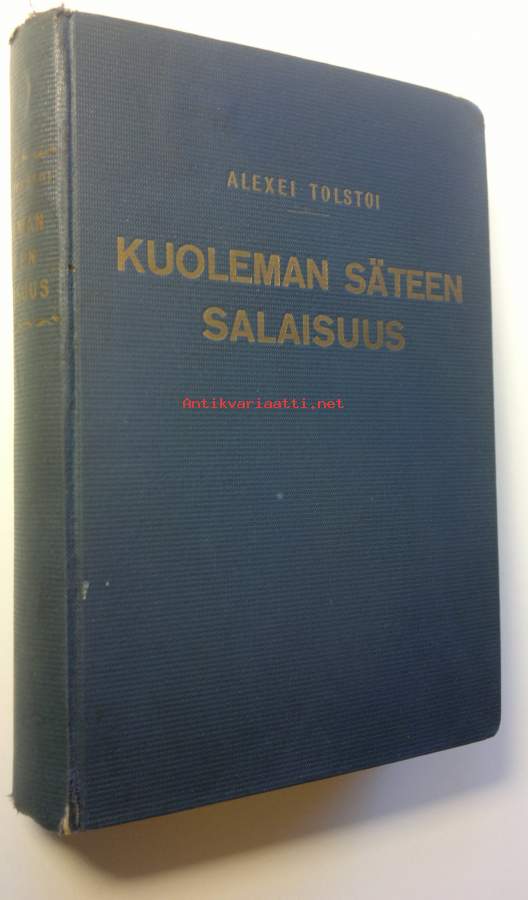 ALEXEI TOLSTOI
KUOLEMAN SÄTEEN
SALAISUUS
Antikvariaatti.net